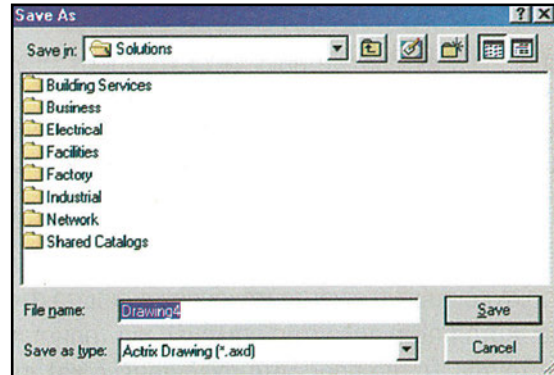 Save As
Save in: Solutions
Building Services
Business
Electrical
Facilities
Factory
Industrial
Network
Shared Catalogs
File name: Drawing4 Save
Save as type: Actrix Drawing (*.axd) Cancel